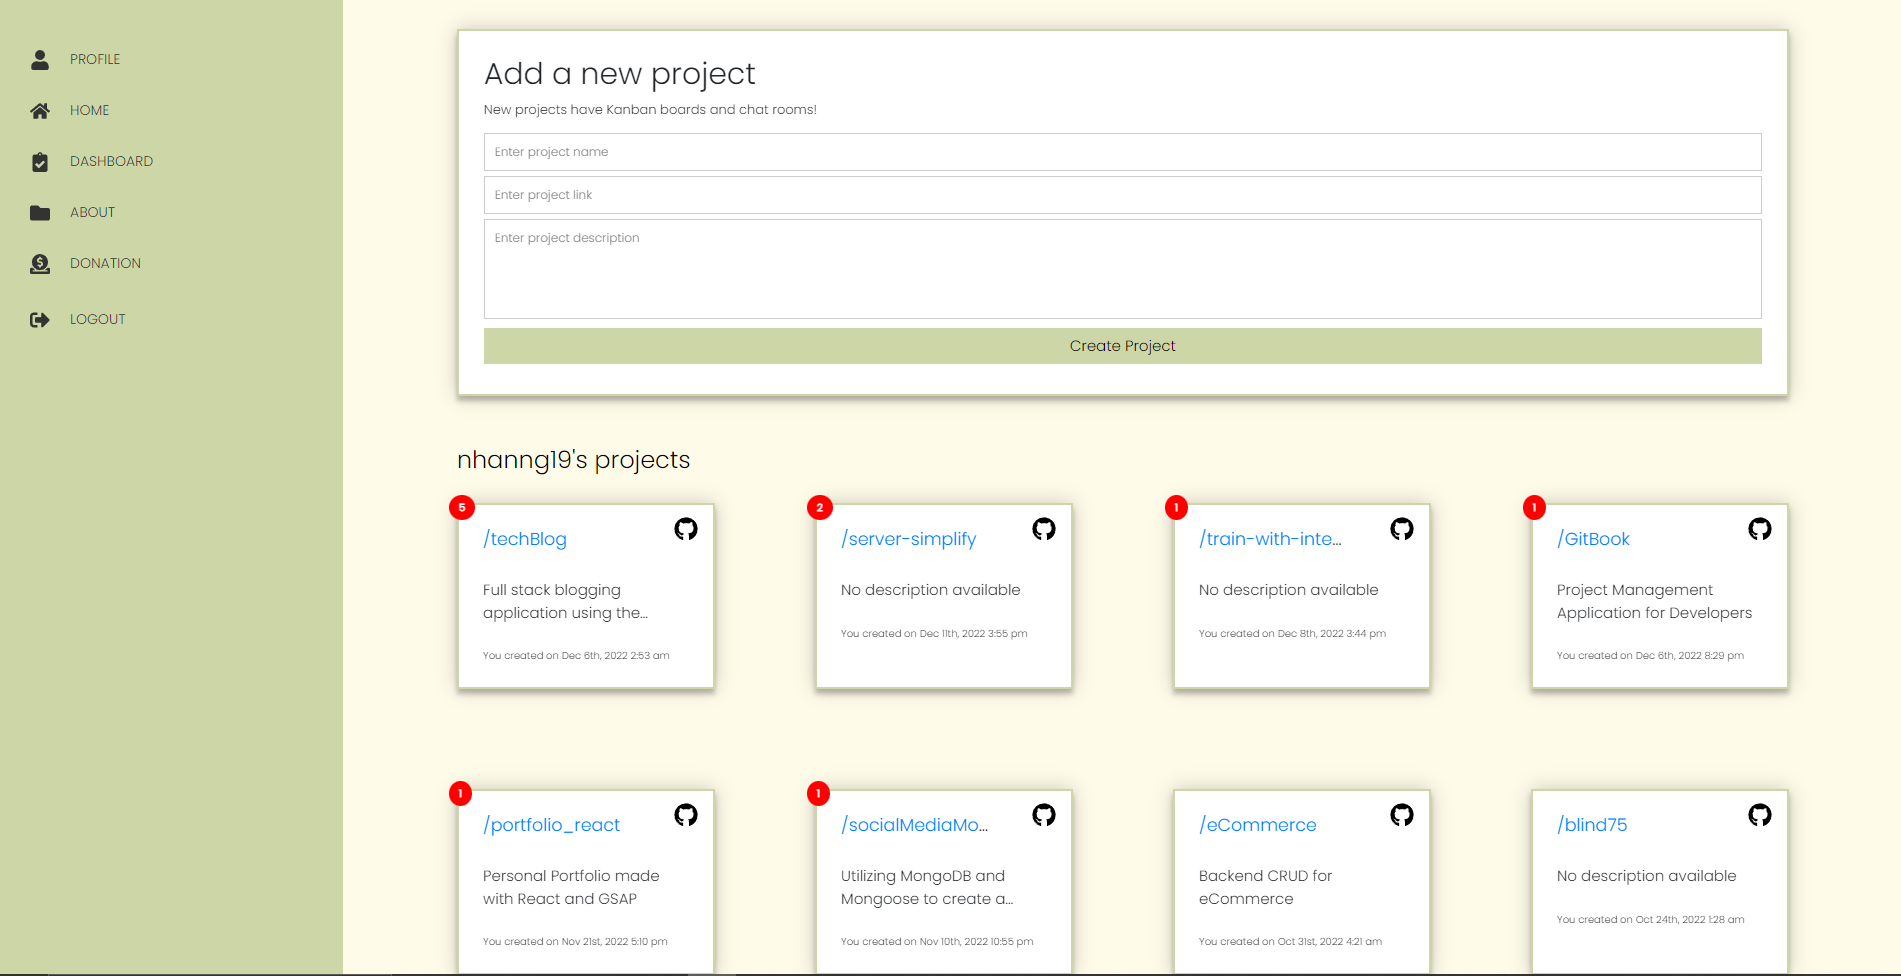 PROFILE
HOME
DASHBOARD
ABOUT
DONATION
LOGOUT
Add a new project
New projects have Kanban boards and chat rooms!
Enter project name
Enter project link
Enter project description
Create Project
nhanng19's projects
5
/techBlog
Full stack blogging
application using the...
You created on Dec 6th, 2022 2:53 am
2
/server-simplify
No description available
You created on Dec 11th, 2022 3:55 pm
1
/train-with-inte...
No description available
You created on Dec 8th, 2022 3:44 pm
1
/GitBook
Project Management
Application for Developers
You created on Dec 6th, 2022 8:29 pm
1
/portfolio_react
Personal Portfolio made
with React and GSAP
You created on Nov 21st, 2022 5:10 pm
1
/socialMediaMo...
Utilizing MongoDB and
Mongoose to create a...
You created on Nov 10th, 2022 10:55 pm
/eCommerce
Backend CRUD for
eCommerce
You created on Oct 31st, 2022 4:21 am
/blind75
No description available
You created on Oct 24th, 2022 1:28 am